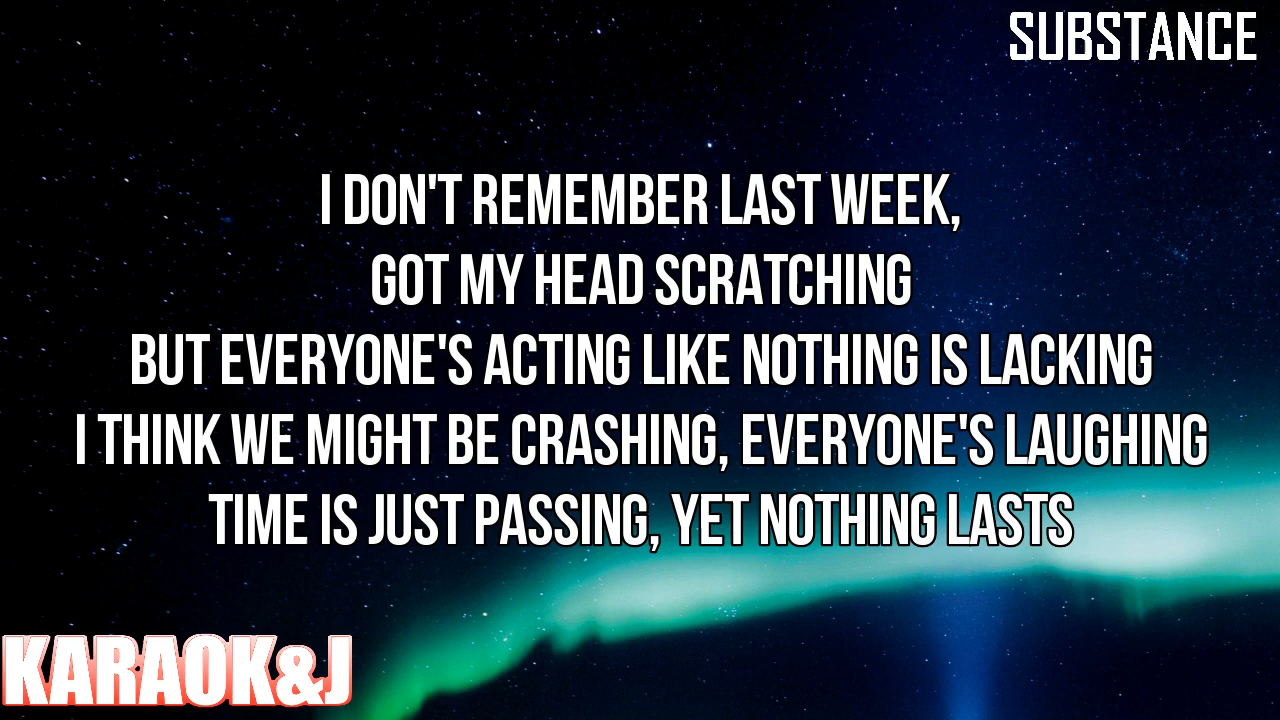 SUBSTANCE
I DON'T REMEMBER LAST WEEK,
GOT MY HEAD SCRATCHING
BUT EVERYONE'S ACTING LIKE NOTHING IS LACKING
I THINK WE MIGHT BE CRASHING, EVERYONE'S LAUGHING
TIME IS JUST PASSING, YET NOTHING LASTS
KARAOK&J